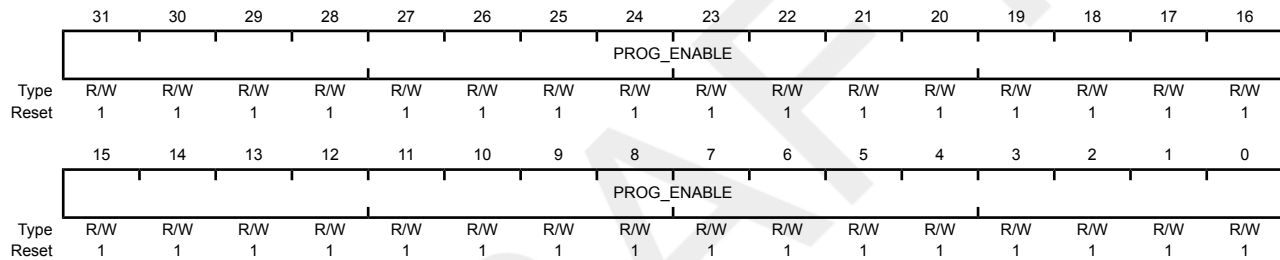 31 30 29 28 27 26 25 24 23 22 21 20 19 18 17 16
PROG_ENABLE
Type R/W R/W R/W R/W R/W R/W R/W R/W R/W R/W R/W R/W R/W R/W R/W R/W
Reset 1 1 1 1 1 1 1 1 1 1 1 1 1 1 1 1
15 14 13 12 11 10 9 8 7 6 5 4 3 2 1 0
PROG_ENABLE
Type R/W R/W R/W R/W R/W R/W R/W R/W R/W R/W R/W R/W R/W R/W R/W R/W
Reset 1 1 1 1 1 1 1 1 1 1 1 1 1 1 1 1